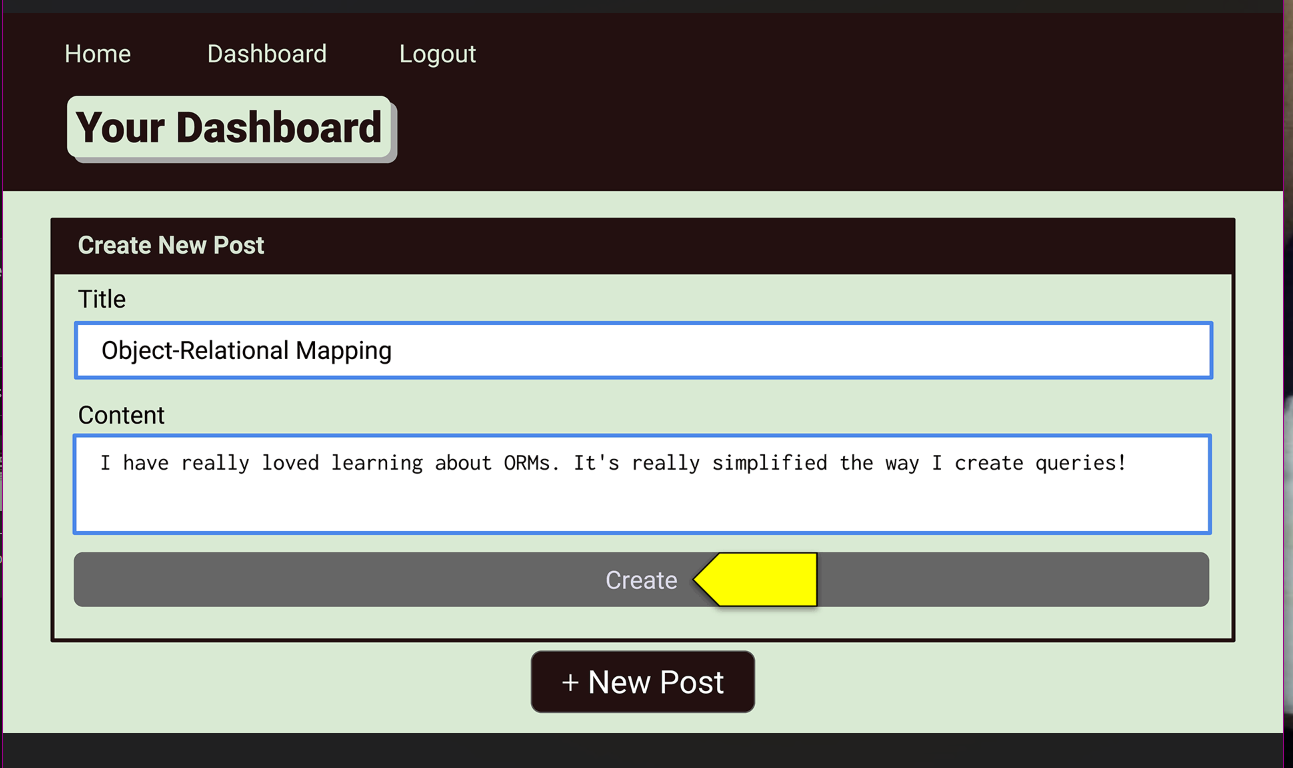 Home Dashboard Logout
Your Dashboard
Create New Post
Title
Object-Relational Mapping
Content
I have really loved learning about ORMs. It's really simplified the way I create queries!
Create
+ New Post